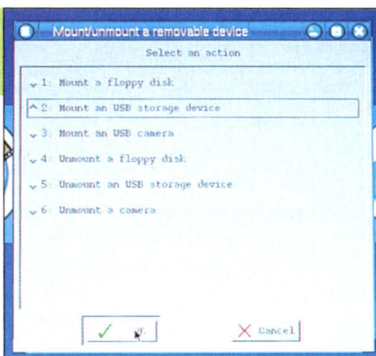 Mount/unmount a removable device
Select an action
1: Mount a floppy disk
2: Mount an USB storage device
3: Mount an USB camera
4: Unmount a floppy disk
5: Unmount an USB storage device
6: Unmount a camera
Cancel